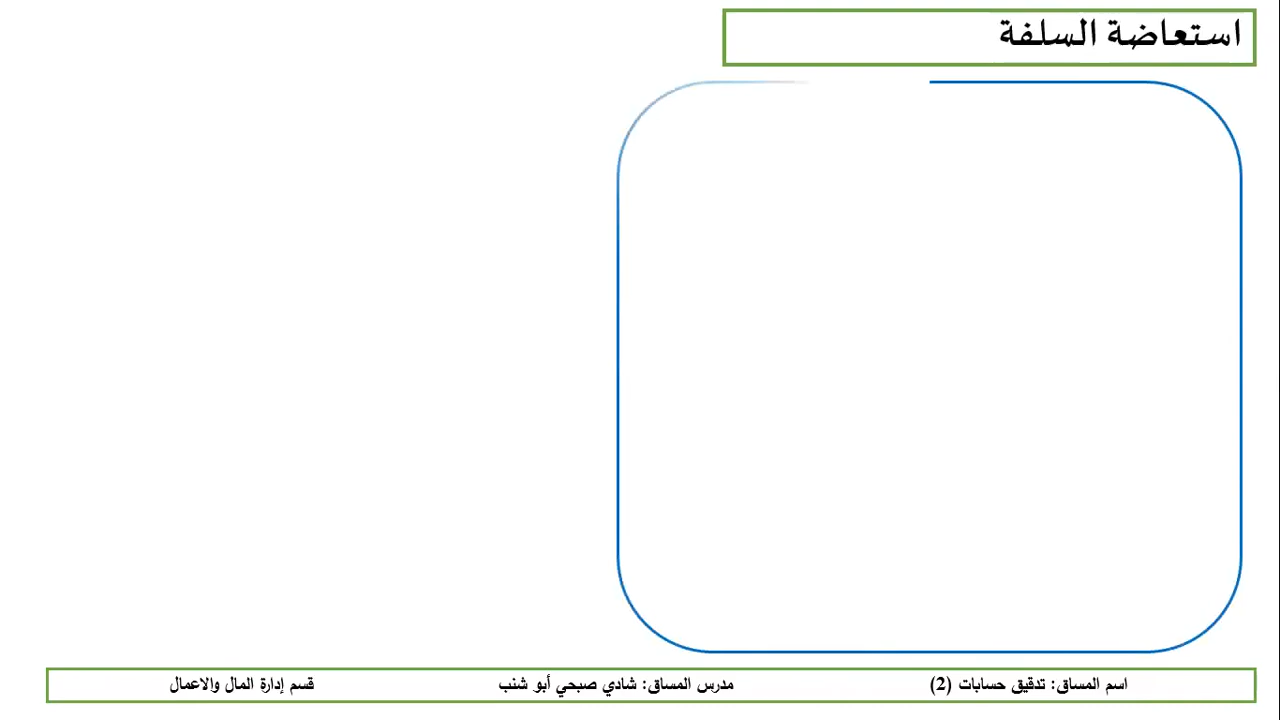 استعاضة السلفة
اسم المساق: تدقيق حسابات (2) مدرس المساق: شادي صبحي أبو شنب قسم إدارة المال والاعمال